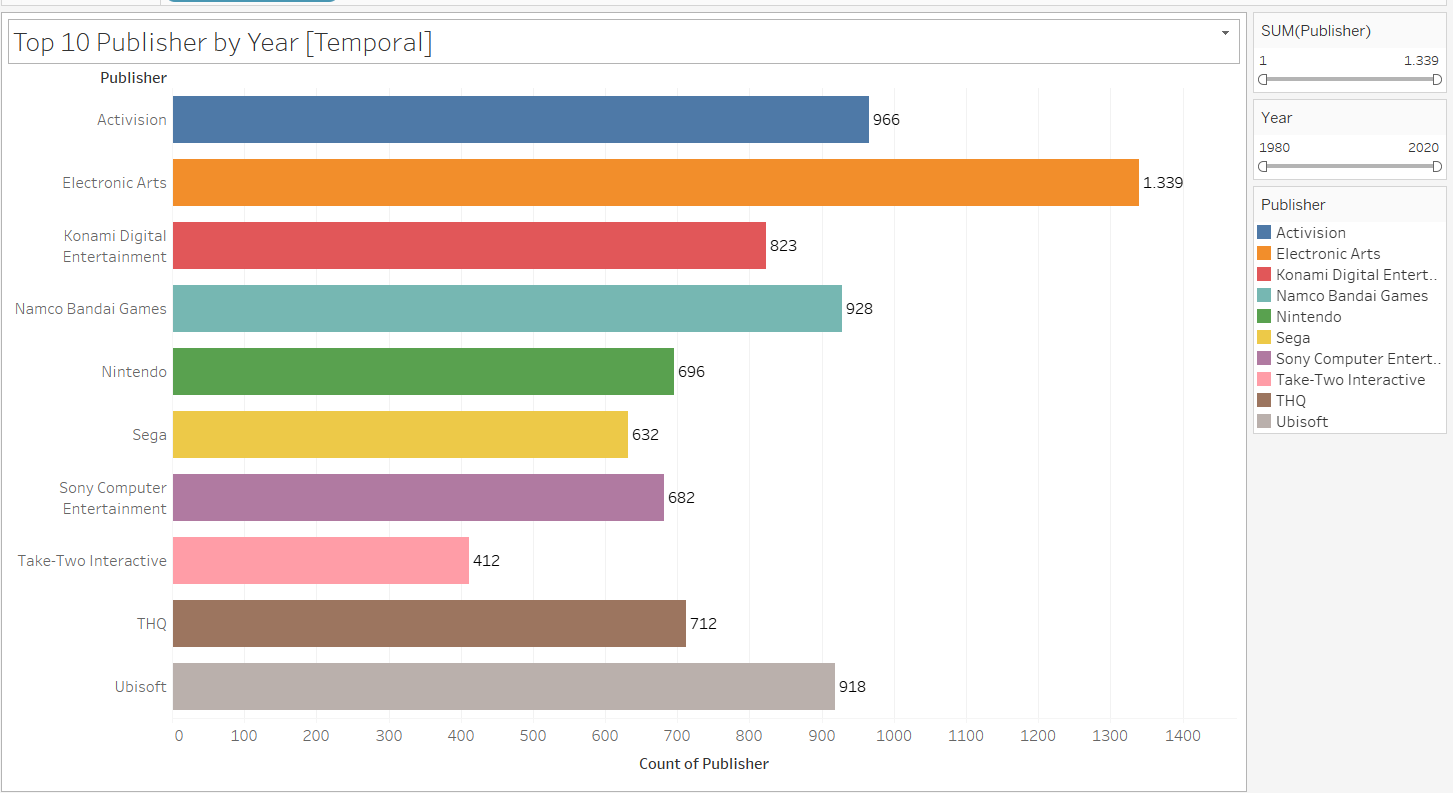 Top 10 Publisher by Year [Temporal]
Publisher
Activision
966
Electronic Arts
1.339
Konami Digital
Entertainment
823
Namco Bandai Games
928
Nintendo
696
Sega
632
Sony Computer
Entertainment
682
Take-Two Interactive
412
THQ
712
Ubisoft
918
0 100 200 300 400 500 600 700 800 900 1000 1100 1200 1300 1400
Count of Publisher
SUM(Publisher)
1 1.339
Year
1980 2020
Publisher
Activision
Electronic Arts
Konami Digital Entert..
Namco Bandai Games
Nintendo
Sega
Sony Computer Entert..
Take-Two Interactive
THQ
Ubisoft